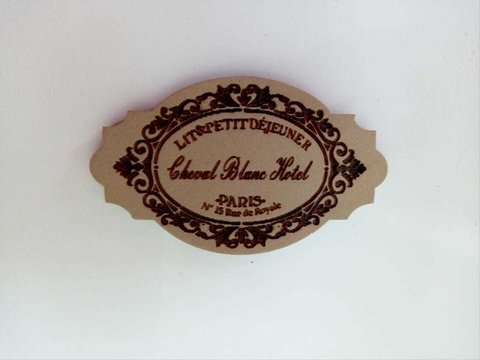 LIT & PETIT DÉJEUNER
Cheval Blanc Hotel
PARIS
Nº 15 Rue de Royale